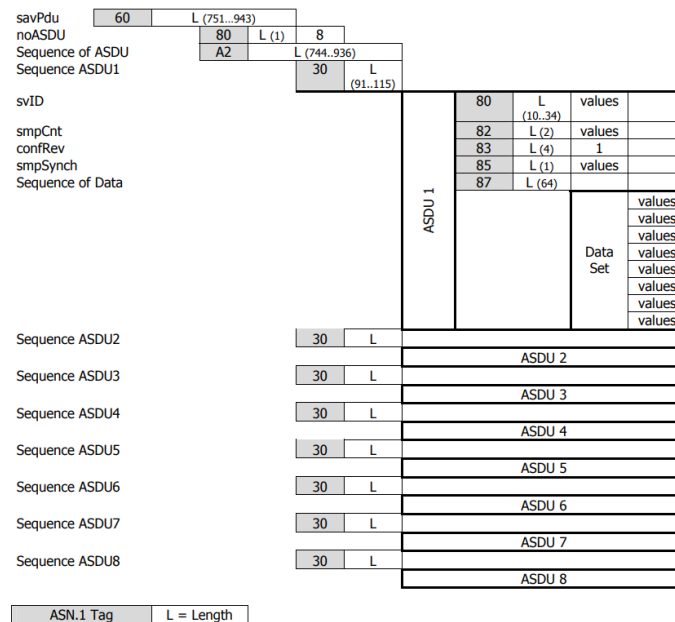 savPdu 60 L (751...943)
noASDU 80 L (1) 8
Sequence of ASDU A2 L (744..936)
Sequence ASDU1 30 L
(91..115)
svID 80 L values
(10..34)
smpCnt 82 L (2) values
confRev 83 L (4) 1
smpSynch 85 L (1) values
Sequence of Data 87 L (64)
ASDU 1
Data
Set
values
values
values
values
values
values
values
values
Sequence ASDU2 30 L
ASDU 2
Sequence ASDU3 30 L
ASDU 3
Sequence ASDU4 30 L
ASDU 4
Sequence ASDU5 30 L
ASDU 5
Sequence ASDU6 30 L
ASDU 6
Sequence ASDU7 30 L
ASDU 7
Sequence ASDU8 30 L
ASDU 8
ASN.1 Tag L = Length